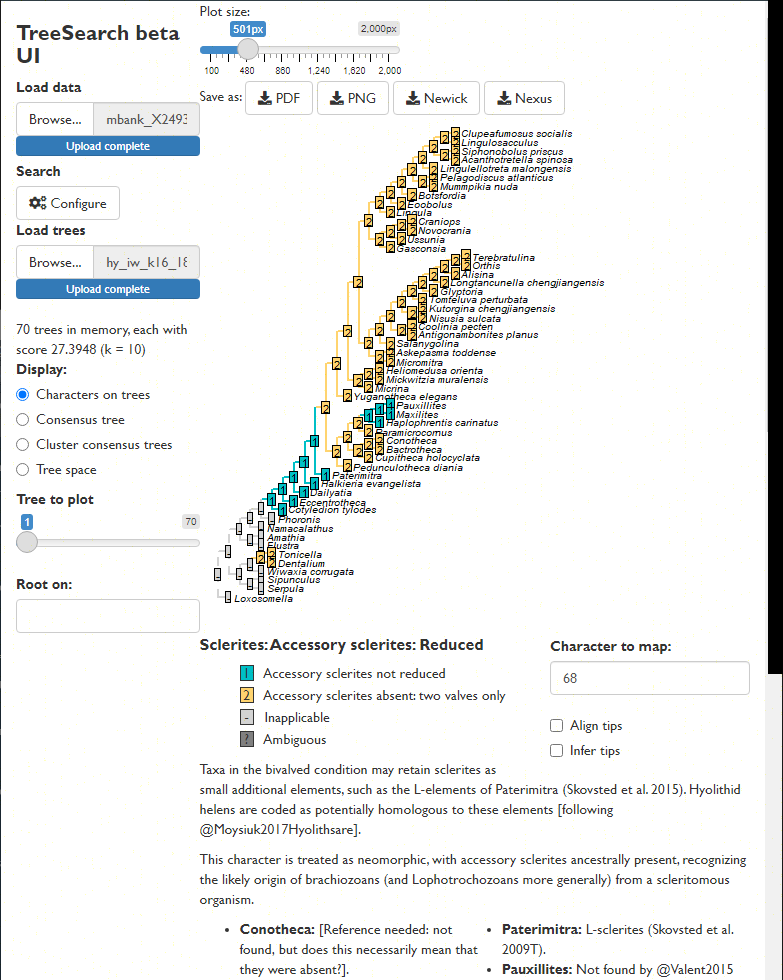 TreeSearch beta
UI
Load data
Browse...
mbank_X2493
Upload complete
Search
Configure
Load trees
Browse...
hy_iw_k16_18
Upload complete
70 trees in memory, each with
score 27.3948 (k = 10)
Display:
Characters on trees
Consensus tree
Cluster consensus trees
Tree space
Tree to plot
1
70
Root on:
Plot size:
501px
2,000px
100 480 860 1,240 1,620 2,000
Save as:
PDF
PNG
Newick
Nexus
Clupeafumosus socialis
Lingulosacculus
Siphonobolus priscus
Acanthotretella spinosa
Lingulellotreta malongensis
Pelagodiscus atlanticus
Mummpikia nuda
Botsfordia
Eoobolus
Lingula
Craniops
Novocrania
Ussunia
Gasconsia
Terebratulina
Orthis
Alisina
Longtancunella chengjiangensis
Glyptoria
Tomteluva perturbata
Kutorgina chengjiangensis
Nisusia sulcata
Coolinia pecten
Antigonambonites planus
Salanygolina
Askepasma toddense
Micromitra
Heliomedusa orienta
Mickwitzia muralensis
Micrina
Yuganotheca elegans
Pauxillites
Maxilites
Haplophrentis carinatus
Paramicrocornus
Conotheca
Bactrotheca
Cupitheca holocyclata
Pedunculotheca diania
Paterimitra
Halkieria evangelista
Dailyatia
Eccentrotheca
Cotyledion tylodes
Phoronis
Namacalathus
Amathia
Flustra
Tonicella
Dentalium
Wiwaxia corrugata
Sipunculus
Serpula
Loxosomella
Sclerites: Accessory sclerites: Reduced
1 Accessory sclerites not reduced
2 Accessory sclerites absent: two valves only
- Inapplicable
? Ambiguous
Character to map:
68
Align tips
Infer tips
Taxa in the bivalved condition may retain sclerites as
small additional elements, such as the L-elements of Paterimitra (Skovsted et al. 2015). Hyolithid
helens are coded as potentially homologous to these elements [following
@Moysiuk2017Hyolithsare].
This character is treated as neomorphic, with accessory sclerites ancestrally present, recognizing
the likely origin of brachiozoans (and Lophotrochozoans more generally) from a scleritomous
organism.
• Conotheca: [Reference needed: not
found, but does this necessarily mean that
they were absent?].
• Paterimitra: L-sclerites (Skovsted et al.
2009T).
• Pauxillites: Not found by @Valent2015